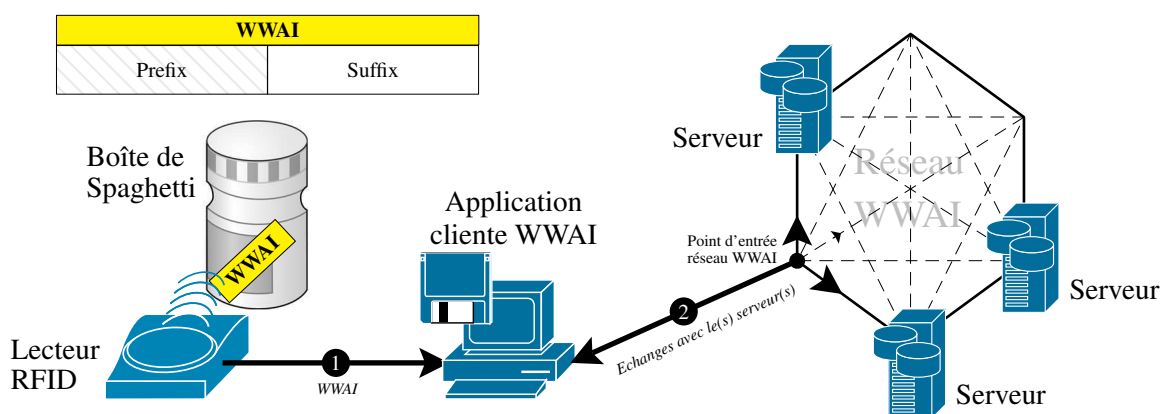 WWAI
Prefix
Suffix
Boîte de
Spaghetti
WWAI
Lecteur
RFID
1
WWAI
Application
cliente WWAI
2
Echanges avec le(s) serveur(s)
Point d'entrée
réseau WWAI
Réseau
WWAI
Serveur
Serveur
Serveur